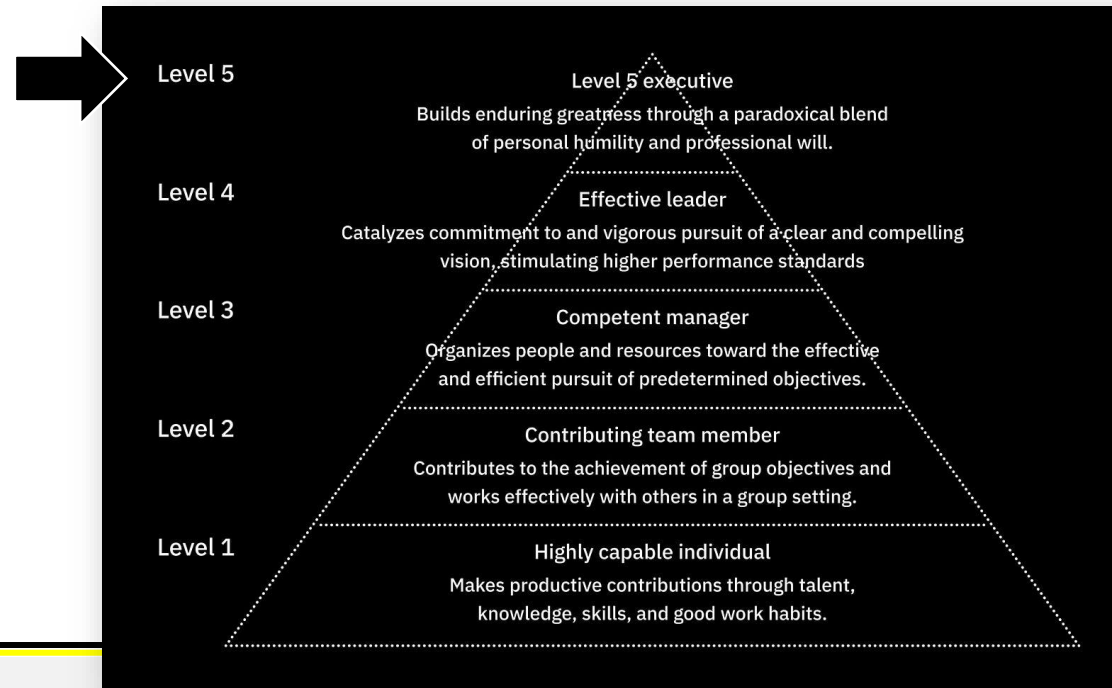 Level 5
Level 5 executive
Builds enduring greatness through a paradoxical blend
of personal humility and professional will.
Level 4
Effective leader
Catalyzes commitment to and vigorous pursuit of a clear and compelling
vision, stimulating higher performance standards
Level 3
Competent manager
Organizes people and resources toward the effective
and efficient pursuit of predetermined objectives.
Level 2
Contributing team member
Contributes to the achievement of group objectives and
works effectively with others in a group setting.
Level 1
Highly capable individual
Makes productive contributions through talent,
knowledge, skills, and good work habits.